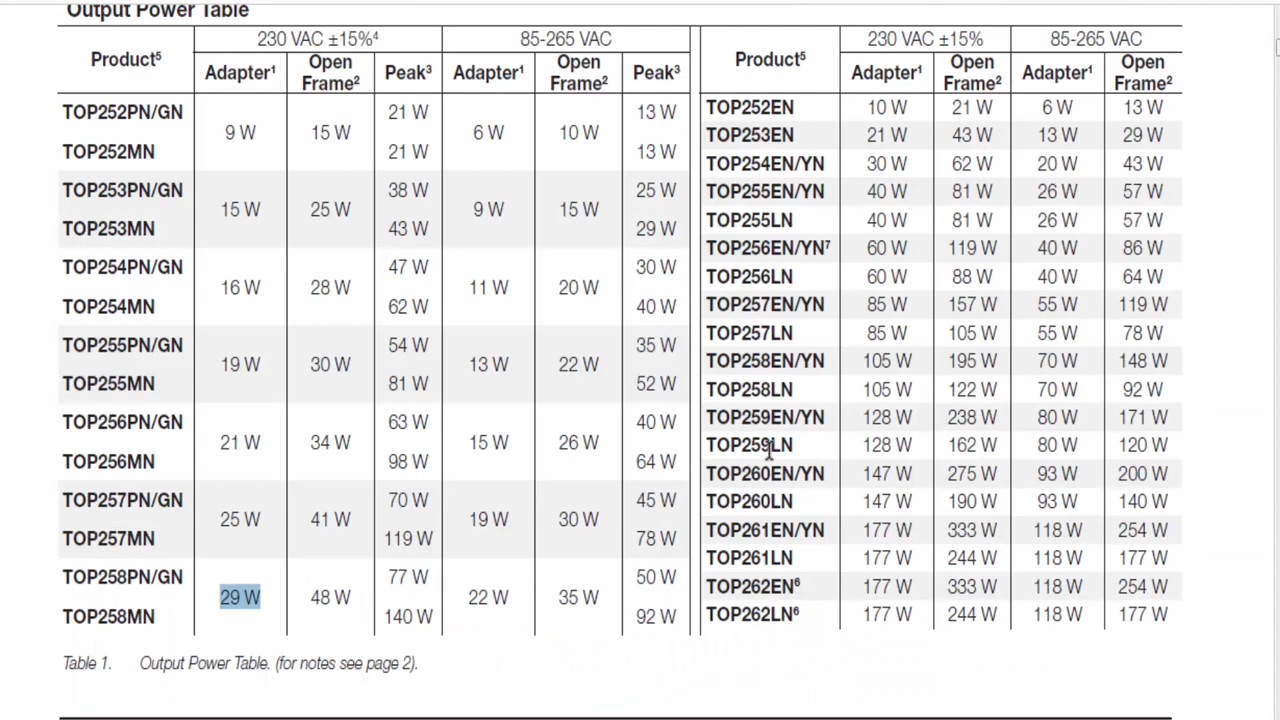 Output Power Table
Product⁵ 230 VAC ±15%⁴ 85-265 VAC
Adapter¹ Open Frame² Peak³ Adapter¹ Open Frame² Peak³
TOP252PN/GN 9 W 15 W 21 W 6 W 10 W 13 W
TOP252MN 21 W 13 W
TOP253PN/GN 15 W 25 W 38 W 9 W 15 W 25 W
TOP253MN 43 W 29 W
TOP254PN/GN 16 W 28 W 47 W 11 W 20 W 30 W
TOP254MN 62 W 40 W
TOP255PN/GN 19 W 30 W 54 W 13 W 22 W 35 W
TOP255MN 81 W 52 W
TOP256PN/GN 21 W 34 W 63 W 15 W 26 W 40 W
TOP256MN 98 W 64 W
TOP257PN/GN 25 W 41 W 70 W 19 W 30 W 45 W
TOP257MN 119 W 78 W
TOP258PN/GN 29 W 48 W 77 W 22 W 35 W 50 W
TOP258MN 140 W 92 W
Product⁵ 230 VAC ±15% 85-265 VAC
Adapter¹ Open Frame² Adapter¹ Open Frame²
TOP252EN 10 W 21 W 6 W 13 W
TOP253EN 21 W 43 W 13 W 29 W
TOP254EN/YN 30 W 62 W 20 W 43 W
TOP255EN/YN 40 W 81 W 26 W 57 W
TOP255LN 40 W 81 W 26 W 57 W
TOP256EN/YN⁷ 60 W 119 W 40 W 86 W
TOP256LN 60 W 88 W 40 W 64 W
TOP257EN/YN 85 W 157 W 55 W 119 W
TOP257LN 85 W 105 W 55 W 78 W
TOP258EN/YN 105 W 195 W 70 W 148 W
TOP258LN 105 W 122 W 70 W 92 W
TOP259EN/YN 128 W 238 W 80 W 171 W
TOP259LN 128 W 162 W 80 W 120 W
TOP260EN/YN 147 W 275 W 93 W 200 W
TOP260LN 147 W 190 W 93 W 140 W
TOP261EN/YN 177 W 333 W 118 W 254 W
TOP261LN 177 W 244 W 118 W 177 W
TOP262EN⁶ 177 W 333 W 118 W 254 W
TOP262LN⁶ 177 W 244 W 118 W 177 W
Table 1. Output Power Table. (for notes see page 2).